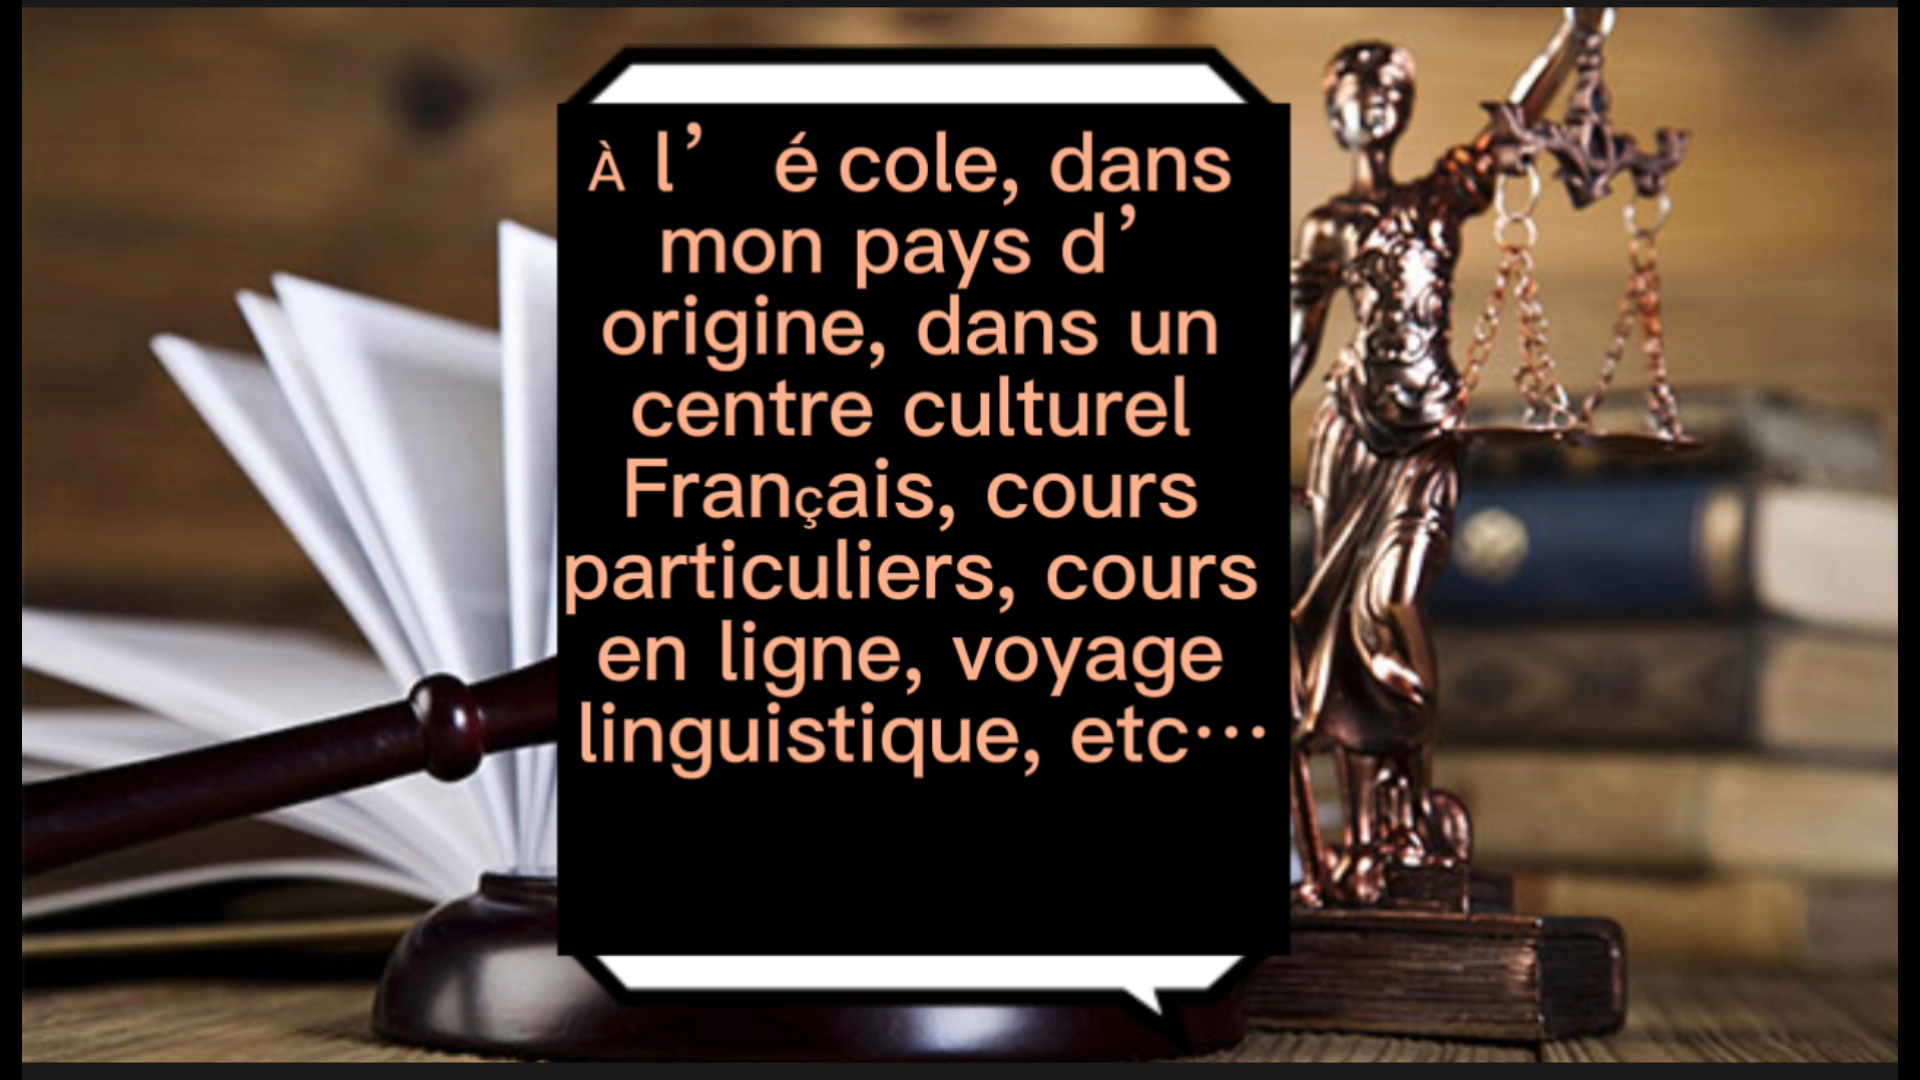 À l’école, dans
mon pays d’
origine, dans un
centre culturel
Français, cours
particuliers, cours
en ligne, voyage
linguistique, etc…